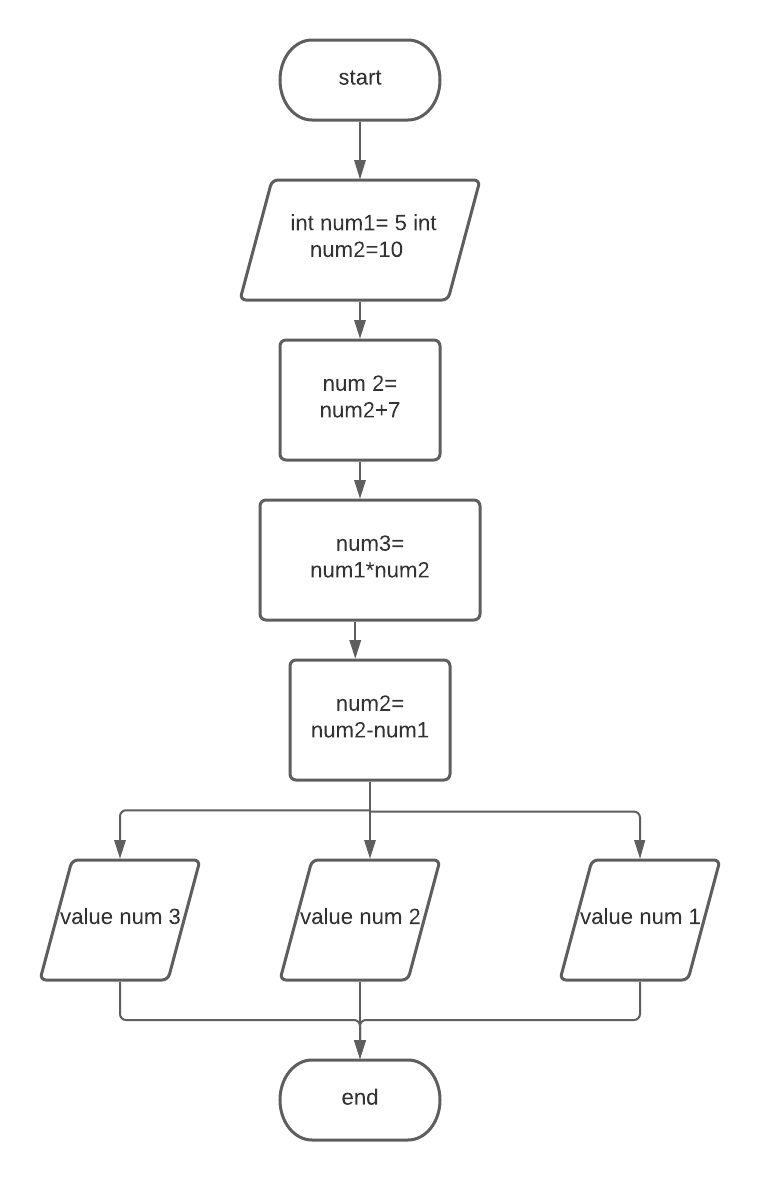 start
int num1= 5 int
num2=10
num 2=
num2+7
num3=
num1*num2
num2=
num2-num1
value num 3
value num 2
value num 1
end